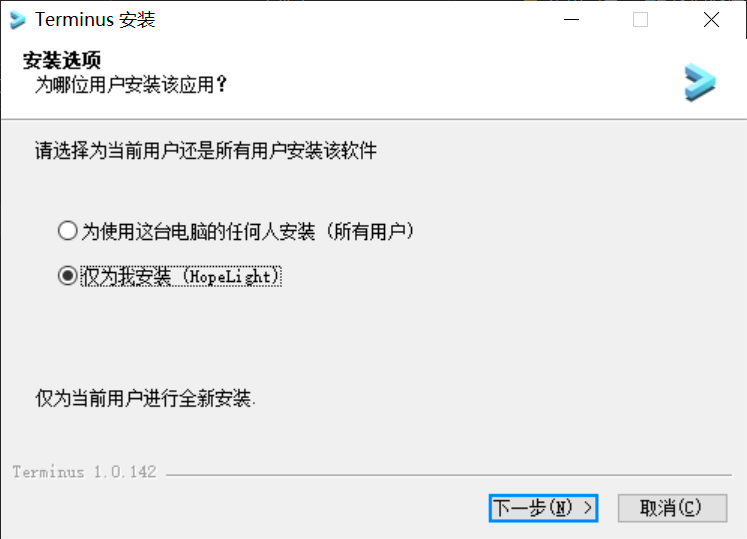 Terminus 安装
安装选项
为哪位用户安装该应用？
请选择为当前用户还是所有用户安装该软件
为使用这台电脑的任何人安装（所有用户）
仅为我安装（HopeLight）
仅为当前用户进行全新安装.
Terminus 1.0.142
下一步(N) >
取消(C)